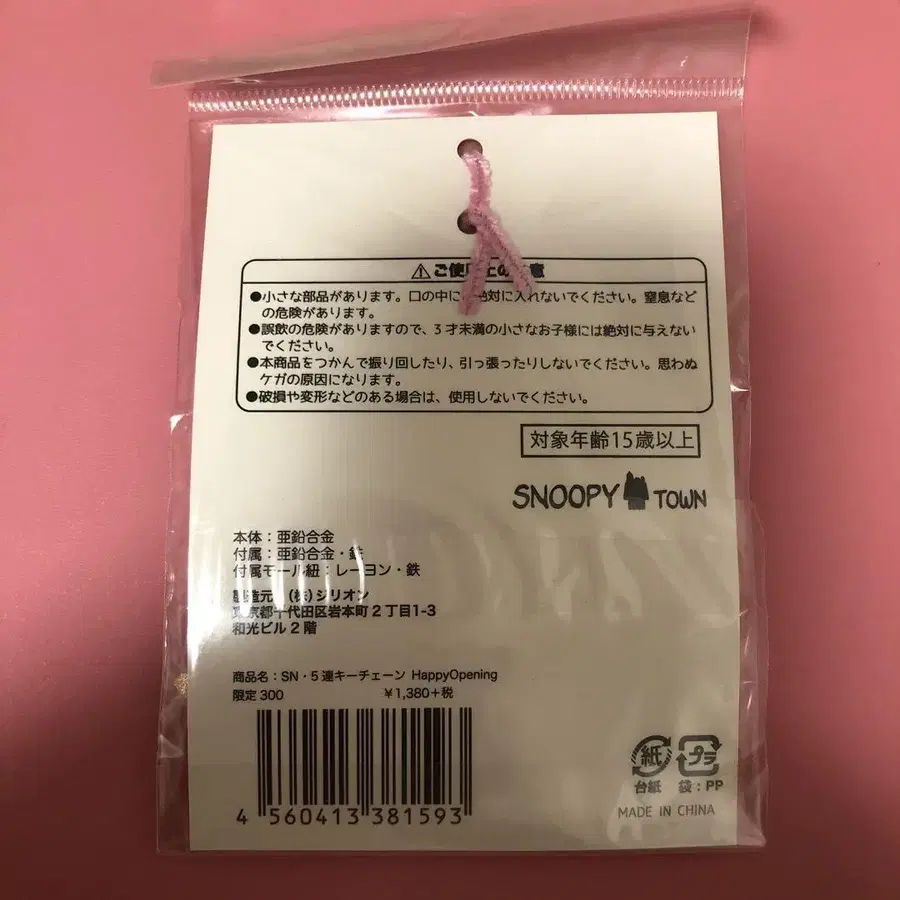 ⚠ご使用上の注意
●小さな部品があります。口の中には絶対に入れないでください。窒息など
の危険があります。
●誤飲の危険がありますので、3才未満の小さなお子様には絶対に与えない
でください。
●本商品をつかんで振り回したり、引っ張ったりしないでください。思わぬ
ケガの原因になります。
●破損や変形などのある場合は、使用しないでください。
対象年齢15歳以上
SNOOPY TOWN
本体：亜鉛合金
付属：亜鉛合金・鉄
付属モール紐：レーヨン・鉄
製造元：(株)ジリオン
東京都千代田区岩本町2丁目1-3
和光ビル2階
商品名：SN・5連キーチェーン HappyOpening
限定300 ¥1,380+税
4 560413 381593
紙 プラ
台紙 袋：PP
MADE IN CHINA